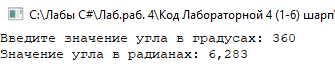 C:\Лабы C#\Лаб.раб. 4\Код Лабораторной 4 (1-6) шарп\
Введите значение угла в градусах: 360
Значение угла в радианах: 6,283